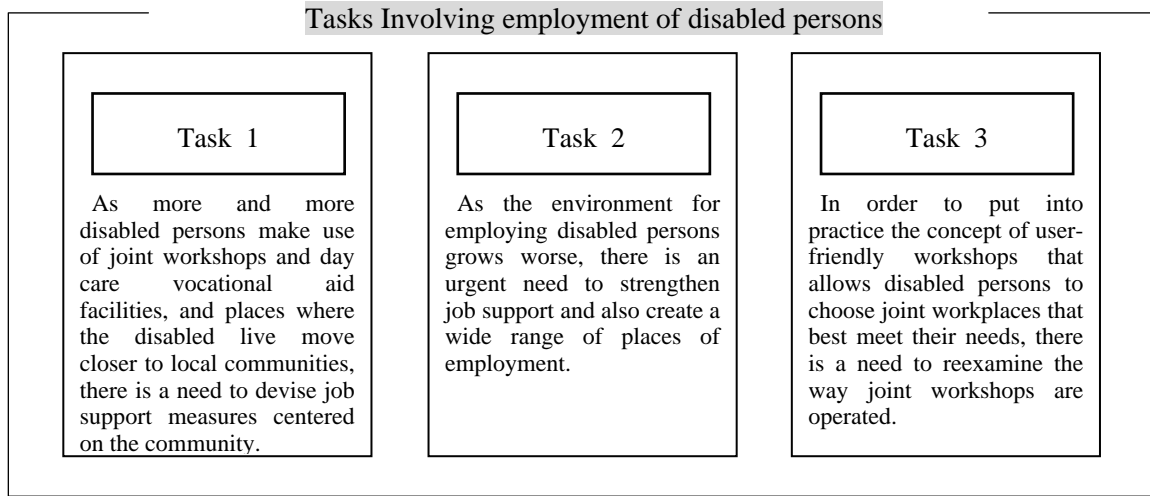 Tasks Involving employment of disabled persons
Task 1
As more and more
disabled persons make use
of joint workshops and day
care vocational aid
facilities, and places where
the disabled live move
closer to local communities,
there is a need to devise job
support measures centered
on the community.
Task 2
As the environment for
employing disabled persons
grows worse, there is an
urgent need to strengthen
job support and also create a
wide range of places of
employment.
Task 3
In order to put into
practice the concept of user-
friendly workshops that
allows disabled persons to
choose joint workplaces that
best meet their needs, there
is a need to reexamine the
way joint workshops are
operated.